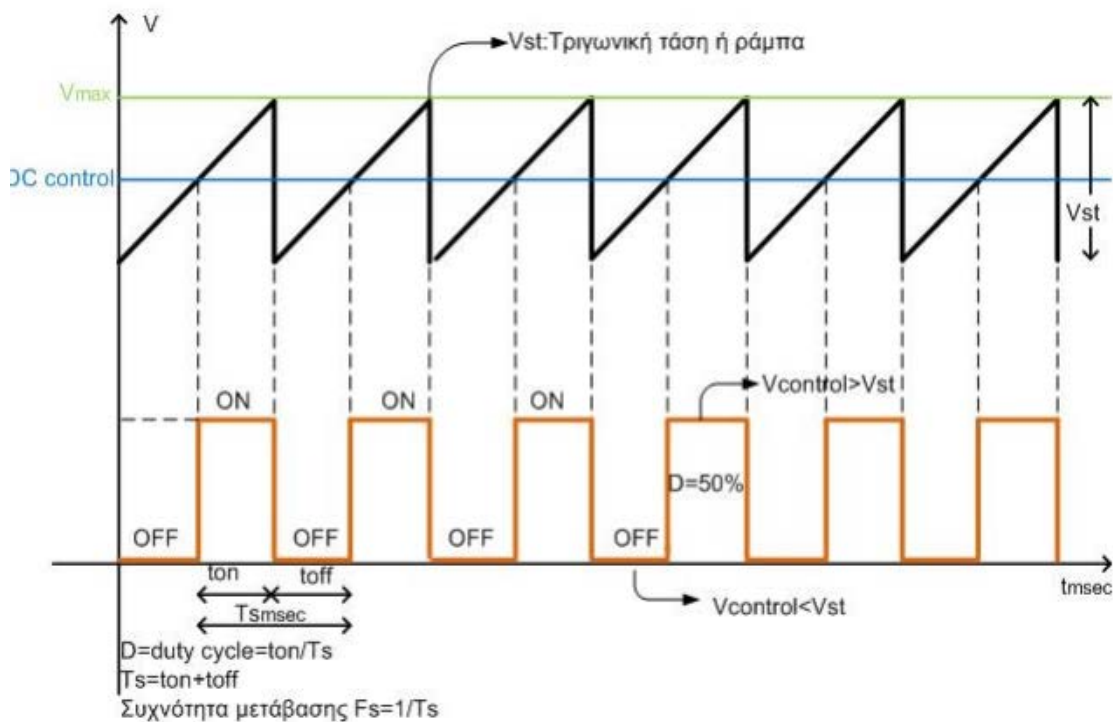 V
Vst:Τριγωνική τάση ή ράμπα
Vmax
DC control
Vst
Vcontrol>Vst
ON
ON
ON
D=50%
OFF
OFF
OFF
OFF
ton
toff
tmsec
Tsmsec
Vcontrol<Vst
D=duty cycle=ton/Ts
Ts=ton+toff
Συχνότητα μετάβασης Fs=1/Ts